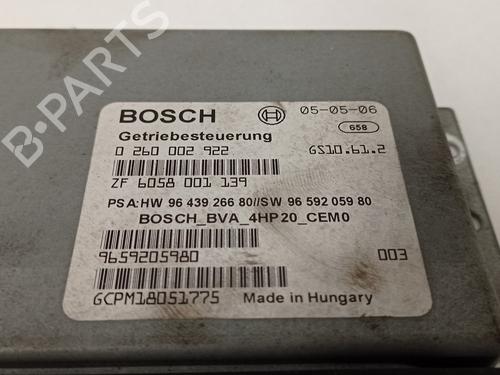 B-PARTS
BOSCH 05-05-06
Getriebesteuerung 658
0 260 002 922 GS10.61.2
ZF 6058 001 139
PSA:HW 96 439 266 80//SW 96 592 059 80
BOSCH_BVA_4HP20_CEM0
9659205980 003
GCPM18051775 Made in Hungary